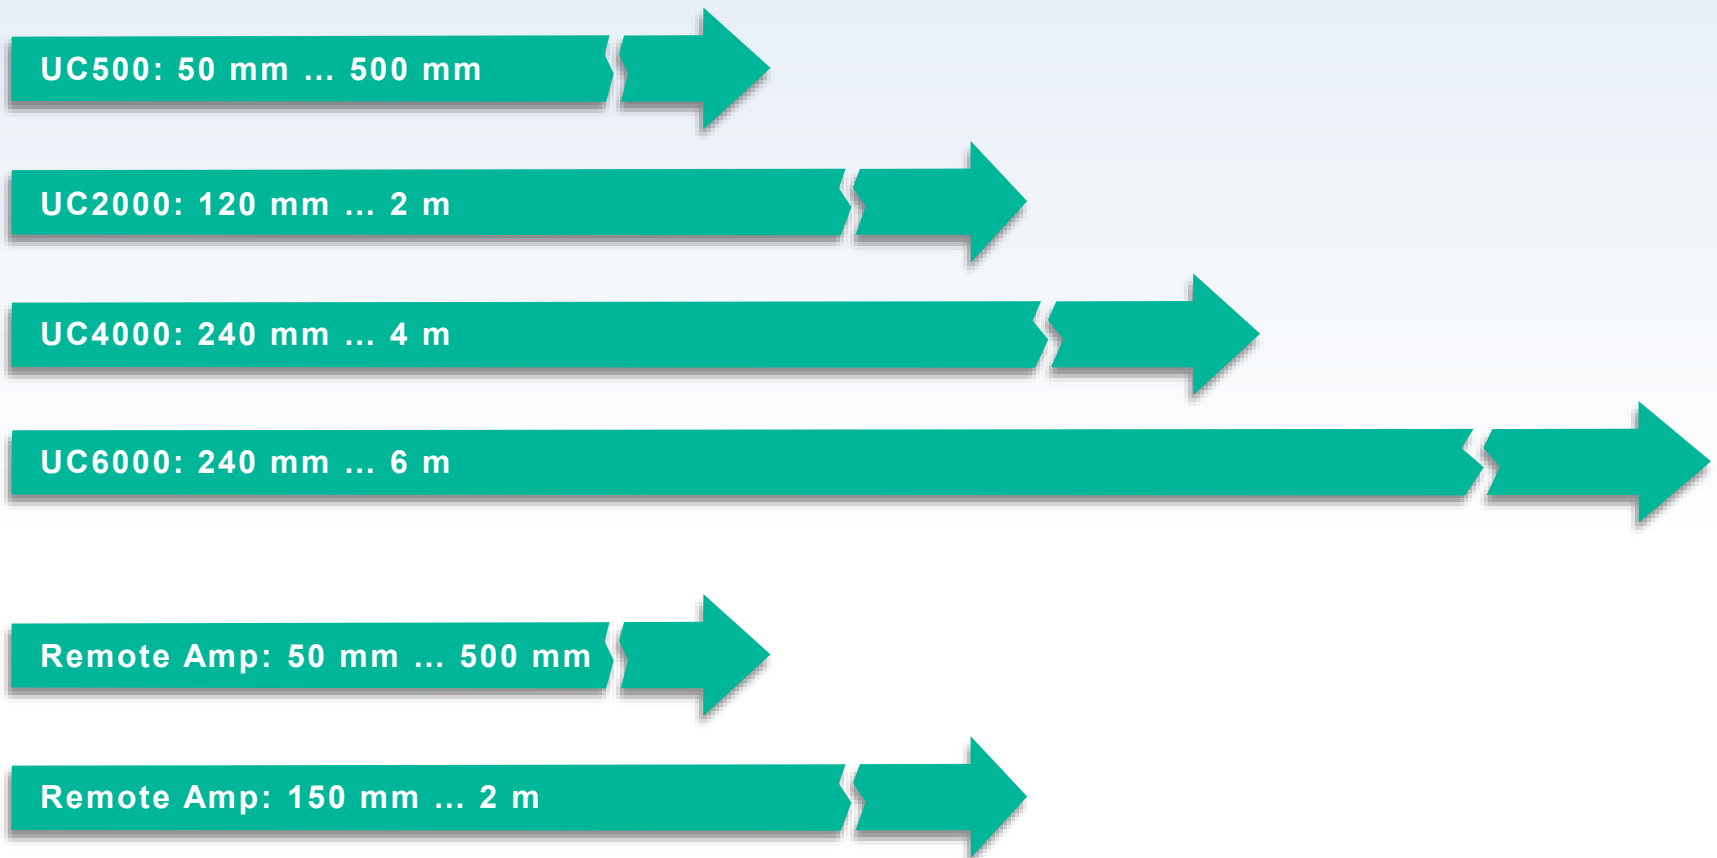 UC500: 50 mm ... 500 mm
UC2000: 120 mm ... 2 m
UC4000: 240 mm ... 4 m
UC6000: 240 mm ... 6 m
Remote Amp: 50 mm ... 500 mm
Remote Amp: 150 mm ... 2 m